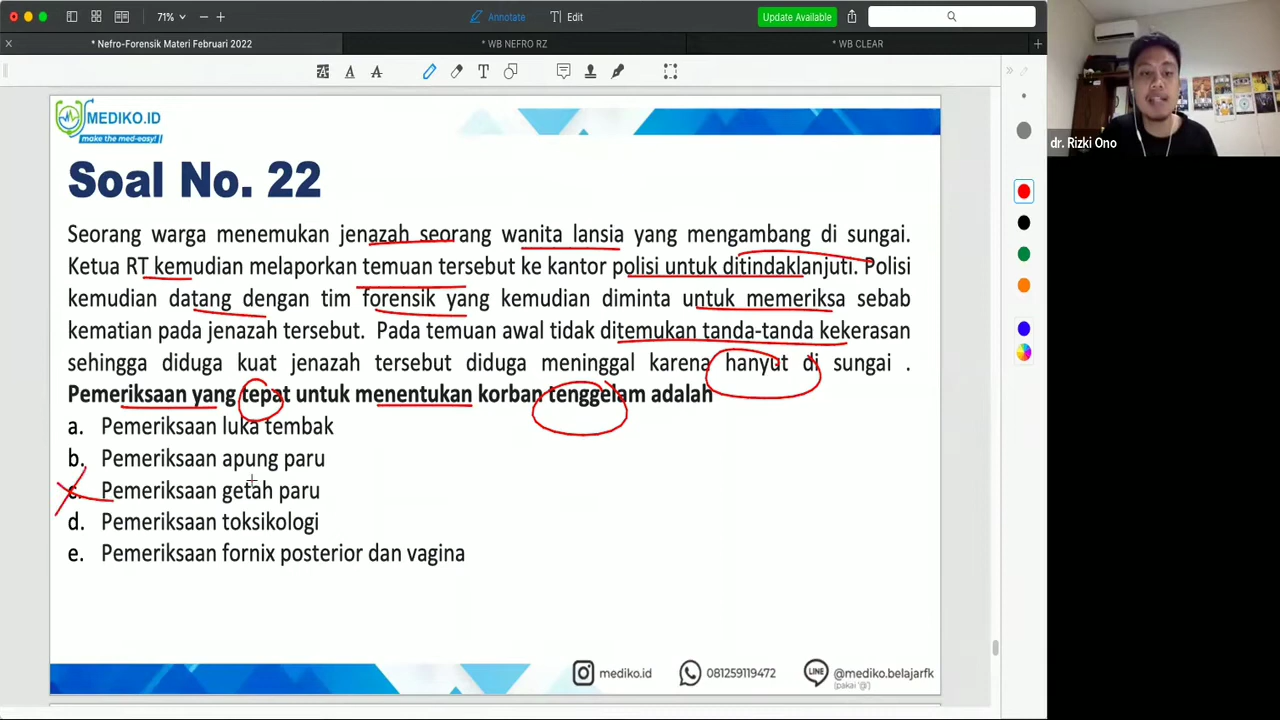 71%
Annotate
Edit
Update Available
* Nefro-Forensik Materi Februari 2022
* WB NEFRO RZ
* WB CLEAR
MEDIKO.ID
make the med-easy!
dr. Rizki Ono
Soal No. 22
Seorang warga menemukan jenazah seorang wanita lansia yang mengambang di sungai.
Ketua RT kemudian melaporkan temuan tersebut ke kantor polisi untuk ditindaklanjuti. Polisi
kemudian datang dengan tim forensik yang kemudian diminta untuk memeriksa sebab
kematian pada jenazah tersebut. Pada temuan awal tidak ditemukan tanda-tanda kekerasan
sehingga diduga kuat jenazah tersebut diduga meninggal karena hanyut di sungai .
Pemeriksaan yang tepat untuk menentukan korban tenggelam adalah
a. Pemeriksaan luka tembak
b. Pemeriksaan apung paru
c. Pemeriksaan getah paru
d. Pemeriksaan toksikologi
e. Pemeriksaan fornix posterior dan vagina
mediko.id
081259119472
LINE
@mediko.belajarfk
(pakai '@')